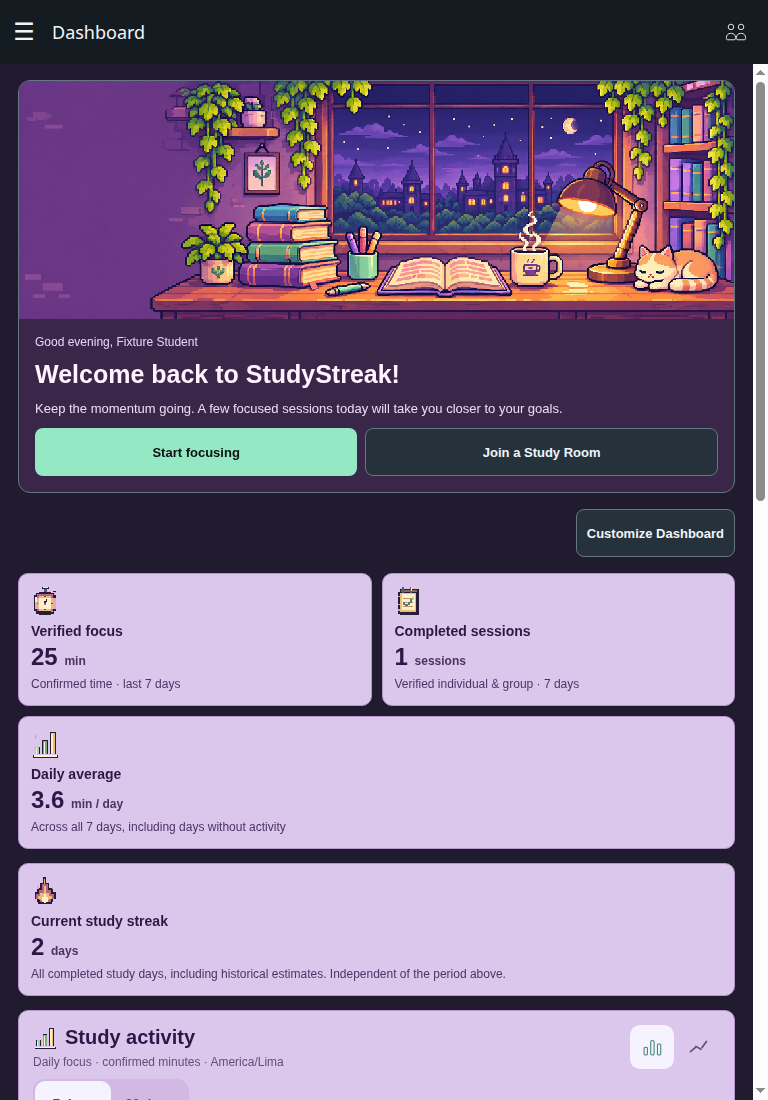 Dashboard
Good evening, Fixture Student
Welcome back to StudyStreak!
Keep the momentum going. A few focused sessions today will take you closer to your goals.
Start focusing
Join a Study Room
Customize Dashboard
Verified focus
25 min
Confirmed time · last 7 days
Completed sessions
1 sessions
Verified individual & group · 7 days
Daily average
3.6 min / day
Across all 7 days, including days without activity
Current study streak
2 days
All completed study days, including historical estimates. Independent of the period above.
Study activity
Daily focus · confirmed minutes · America/Lima